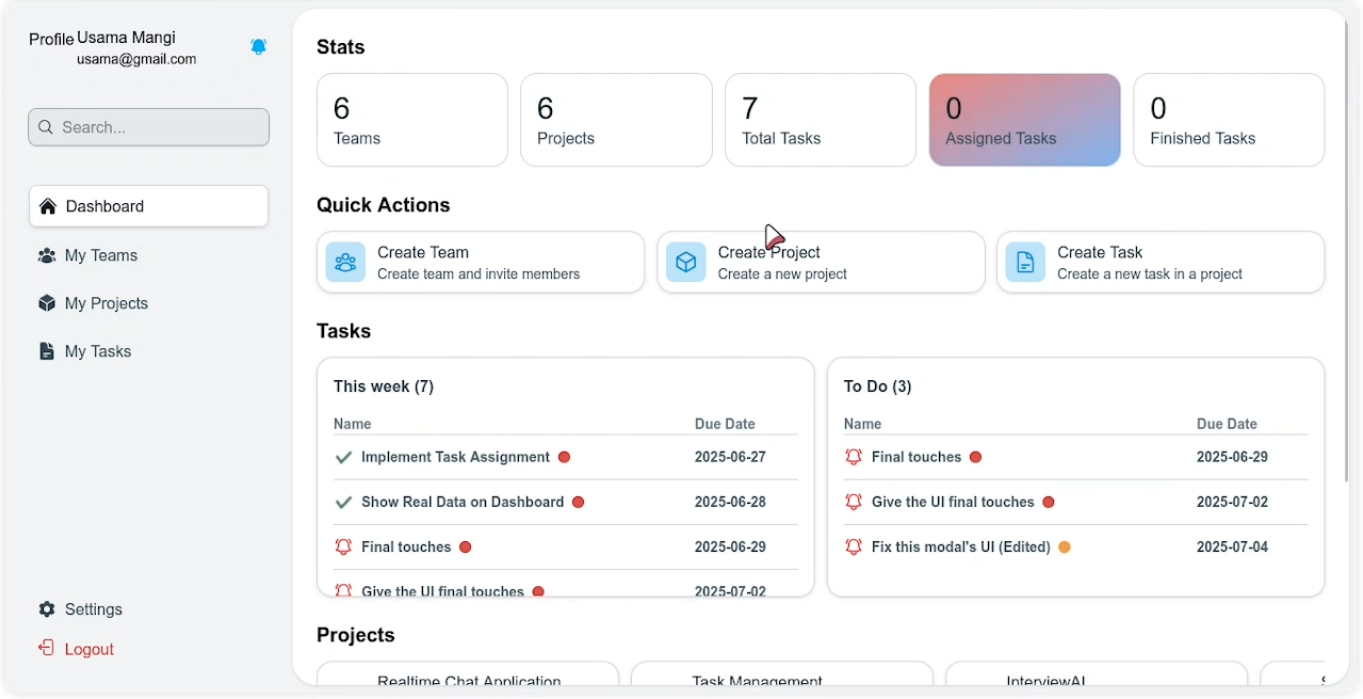 Profile Usama Mangi
usama@gmail.com
Search...
Dashboard
My Teams
My Projects
My Tasks
Settings
Logout
Stats
6
Teams
6
Projects
7
Total Tasks
0
Assigned Tasks
0
Finished Tasks
Quick Actions
Create Team
Create team and invite members
Create Project
Create a new project
Create Task
Create a new task in a project
Tasks
This week (7)
Name Due Date
Implement Task Assignment 2025-06-27
Show Real Data on Dashboard 2025-06-28
Final touches 2025-06-29
Give the UI final touches 2025-07-02
To Do (3)
Name Due Date
Final touches 2025-06-29
Give the UI final touches 2025-07-02
Fix this modal's UI (Edited) 2025-07-04
Projects
Realtime Chat Application
Task Management
InterviewAI